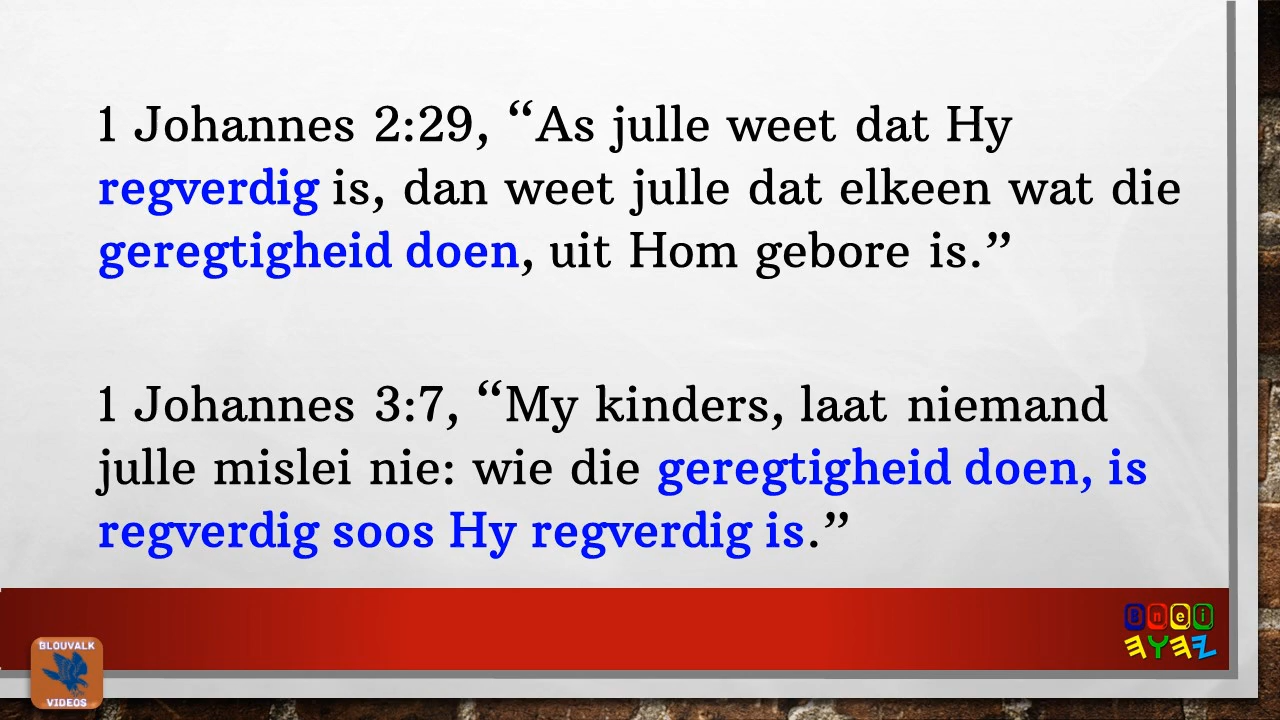 1 Johannes 2:29, “As julle weet dat Hy
regverdig is, dan weet julle dat elkeen wat die
geregtigheid doen, uit Hom gebore is.”
1 Johannes 3:7, “My kinders, laat niemand
julle mislei nie: wie die geregtigheid doen, is
regverdig soos Hy regverdig is.”
Bnei
BLOUVALK
VIDEOS